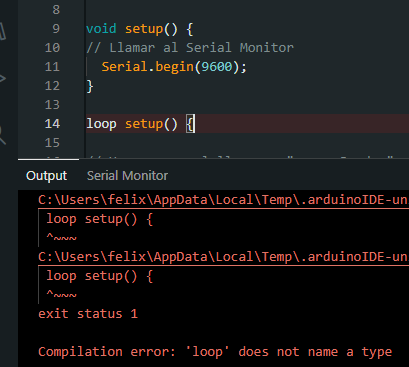 8
9 void setup() {
10 // Llamar al Serial Monitor
11 Serial.begin(9600);
12 }
13
14 loop setup() {
15
Output Serial Monitor
C:\Users\felix\AppData\Local\Temp\.arduinoIDE-un
loop setup() {
^~~~
C:\Users\felix\AppData\Local\Temp\.arduinoIDE-un
loop setup() {
^~~~
exit status 1
Compilation error: 'loop' does not name a type